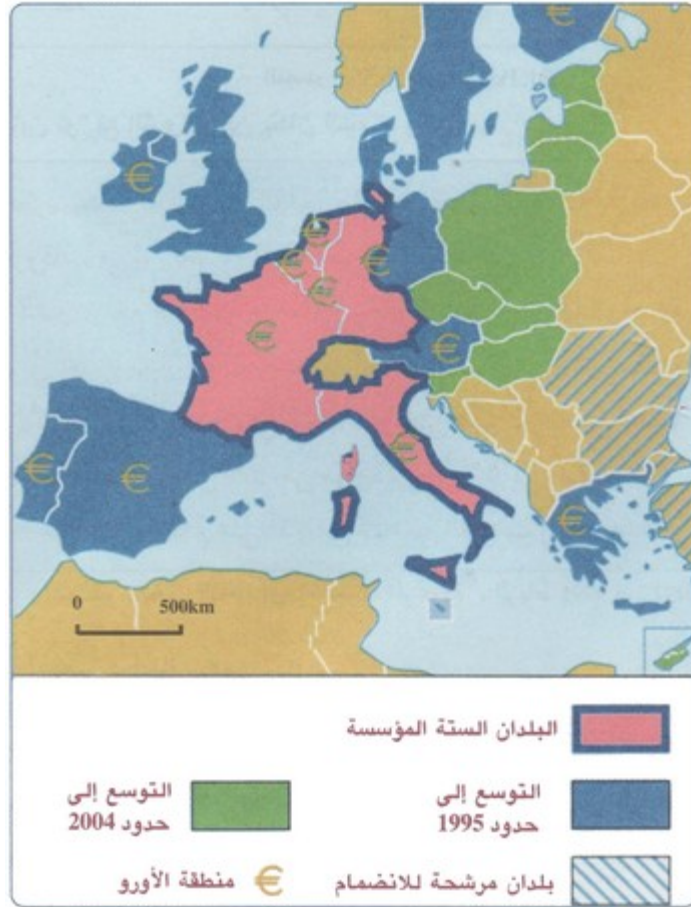 0 500km
البلدان الستة المؤسسة
التوسع إلى
حدود 1995
التوسع إلى
حدود 2004
بلدان مرشحة للانضمام
€ منطقة الأورو